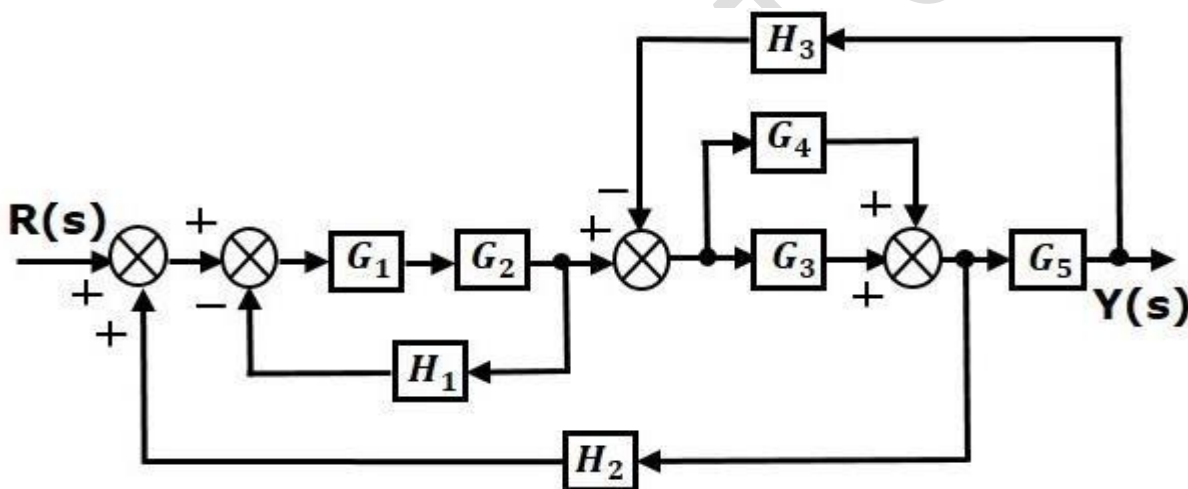 H₃
G₄
−
R(s)
+
+
+
G₁
G₂
G₃
G₅
+
−
+
+
+
Y(s)
H₁
H₂